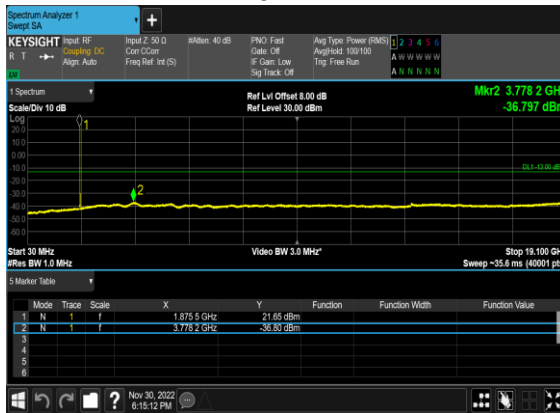 Spectrum Analyzer 1
Swept SA
KEYSIGHT Input: RF Input Z: 50 Ω #Atten: 40 dB PNO: Fast Avg Type: Power (RMS) 1 2 3 4 5 6
R T Coupling: DC Corr CCorr Gate: Off Avg|Hold: 100/100 A W W W W W
Align: Auto Freq Ref: Int (S) IF Gain: Low Trig: Free Run
Sig Track: Off A N N N N N
1 Spectrum
Ref Lvl Offset 8.00 dB Mkr2 3.778 2 GH
Scale/Div 10 dB Ref Level 30.00 dBm -36.797 dBr
Log
20.0
10.0
0.00
-10.0
-20.0
-30.0
-40.0
-50.0
-60.0
1
2
DL1 -13.00 dB
Start 30 MHz Video BW 3.0 MHz* Stop 19.100 GH
#Res BW 1.0 MHz Sweep ~35.6 ms (40001 pts
5 Marker Table
Mode Trace Scale X Y Function Function Width Function Value
1 N 1 f 1.875 5 GHz 21.65 dBm
2 N 1 f 3.778 2 GHz -36.80 dBm
3
4
5
6
? Nov 30, 2022
6:15:12 PM